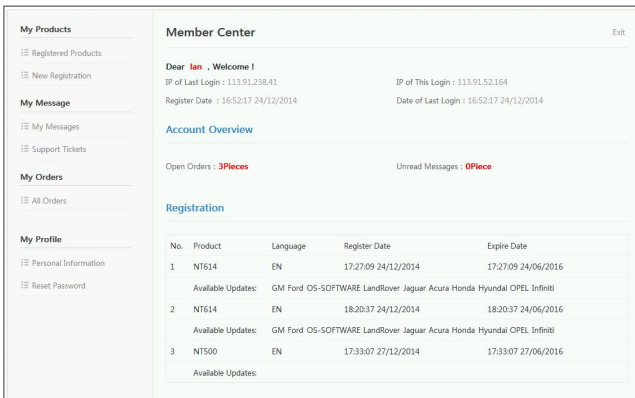 My Products
Registered Products
New Registration
My Message
My Messages
Support Tickets
My Orders
All Orders
My Profile
Personal Information
Reset Password
Member Center
Exit
Dear Ian , Welcome !
IP of Last Login : 113.91.238.41 IP of This Login : 113.91.52.164
Register Date : 16:52:17 24/12/2014 Date of Last Login : 16:52:17 24/12/2014
Account Overview
Open Orders : 3Pieces Unread Messages : 0Piece
Registration
No. Product Language Register Date Expire Date
1 NT614 EN 17:27:09 24/12/2014 17:27:09 24/06/2016
Available Updates: GM Ford OS-SOFTWARE LandRover Jaguar Acura Honda Hyundai OPEL Infiniti
2 NT614 EN 18:20:37 24/12/2014 18:20:37 24/06/2016
Available Updates: GM Ford OS-SOFTWARE LandRover Jaguar Acura Honda Hyundai OPEL Infiniti
3 NT500 EN 17:33:07 27/12/2014 17:33:07 27/06/2016
Available Updates: